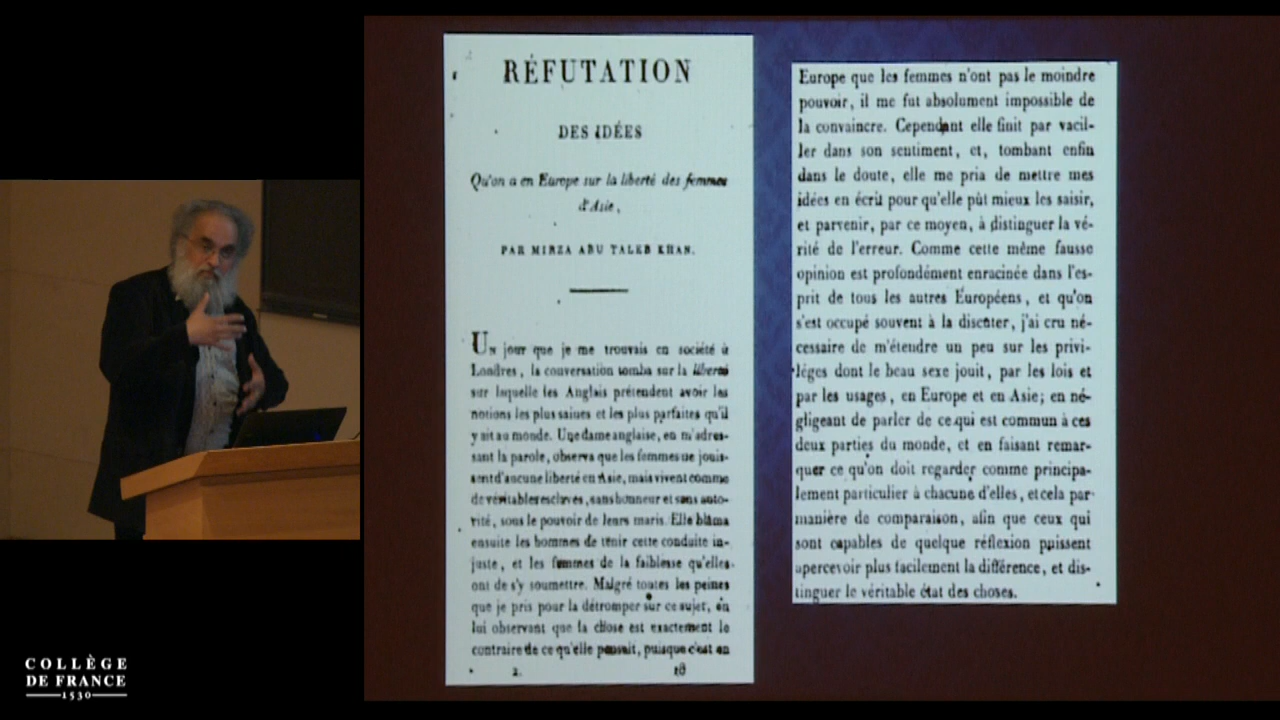 RÉFUTATION
DES IDÉES
Qu'on a en Europe sur la liberté des femmes
d'Asie,
PAR MIRZA ABU TALEB KHAN.
Un jour que je me trouvais en société à
Londres, la conversation tomba sur la liberté
sur laquelle les Anglais prétendent avoir les
notions les plus saines et les plus parfaites qu'il
y ait au monde. Une dame anglaise, en m'adres-
sant la parole, observa que les femmes ne jouis-
sent d'aucune liberté en Asie, mais vivent comme
de véritables esclaves, sans honneur et sans auto-
rité, sous le pouvoir de leurs maris. Elle blâma
ensuite les hommes de tenir cette conduite in-
juste, et les femmes de la faiblesse qu'elles
ont de s'y soumettre. Malgré toutes les peines
que je pris pour la détromper sur ce sujet, en
lui observant que la chose est exactement le
contraire de ce qu'elle pensait, puisque c'est en
2. 18
Europe que les femmes n'ont pas le moindre
pouvoir, il me fut absolument impossible de
la convaincre. Cependant elle finit par vacil-
ler dans son sentiment, et, tombant enfin
dans le doute, elle me pria de mettre mes
idées en écrit pour qu'elle pût mieux les saisir,
et parvenir, par ce moyen, à distinguer la vé-
rité de l'erreur. Comme cette même fausse
opinion est profondément enracinée dans l'es-
prit de tous les autres Européens, et qu'on
s'est occupé souvent à la discuter, j'ai cru né-
cessaire de m'étendre un peu sur les privi-
léges dont le beau sexe jouit, par les lois et
par les usages, en Europe et en Asie; en né-
gligeant de parler de ce qui est commun à ces
deux parties du monde, et en faisant remar-
quer ce qu'on doit regarder comme principa-
lement particulier à chacune d'elles, et cela par
manière de comparaison, afin que ceux qui
sont capables de quelque réflexion puissent
apercevoir plus facilement la différence, et dis-
tinguer le véritable état des choses.
COLLÈGE
DE FRANCE
1530